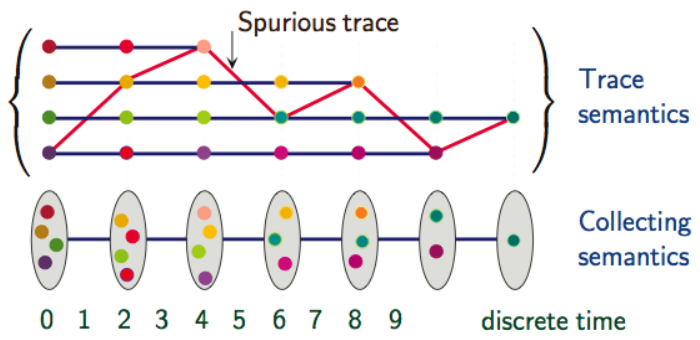 Spurious trace
Trace
semantics
Collecting
semantics
0 1 2 3 4 5 6 7 8 9 discrete time